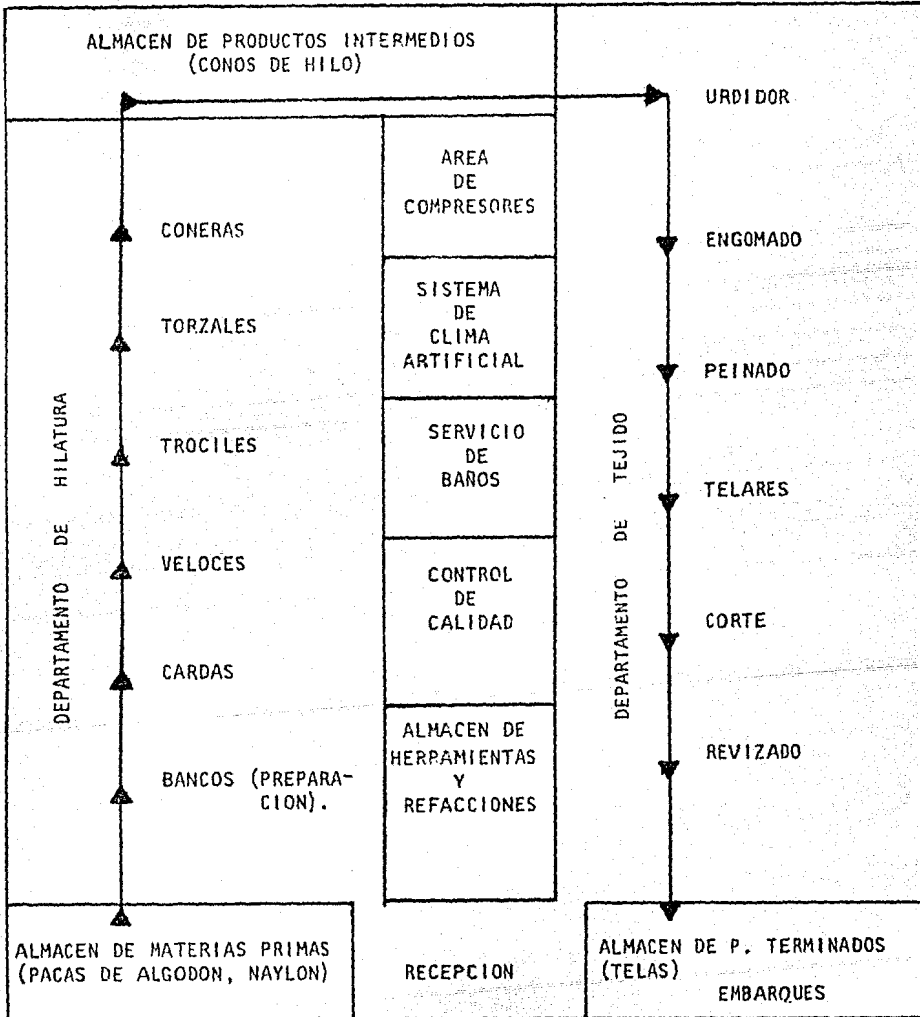 ALMACEN DE PRODUCTOS INTERMEDIOS
(CONOS DE HILO)
URDIDOR
AREA
DE
COMPRESORES
CONERAS
ENGOMADO
SISTEMA
DE
CLIMA
ARTIFICIAL
TORZALES
PEINADO
DEPARTAMENTO DE HILATURA
TROCILES
SERVICIO
DE
BAÑOS
DEPARTAMENTO DE TEJIDO
TELARES
VELOCES
CONTROL
DE
CALIDAD
CORTE
CARDAS
ALMACEN DE
HERRAMIENTAS
Y
REFACCIONES
REVIZADO
BANCOS (PREPARA-
CION).
ALMACEN DE MATERIAS PRIMAS
(PACAS DE ALGODON, NAYLON)
RECEPCION
ALMACEN DE P. TERMINADOS
(TELAS)
EMBARQUES